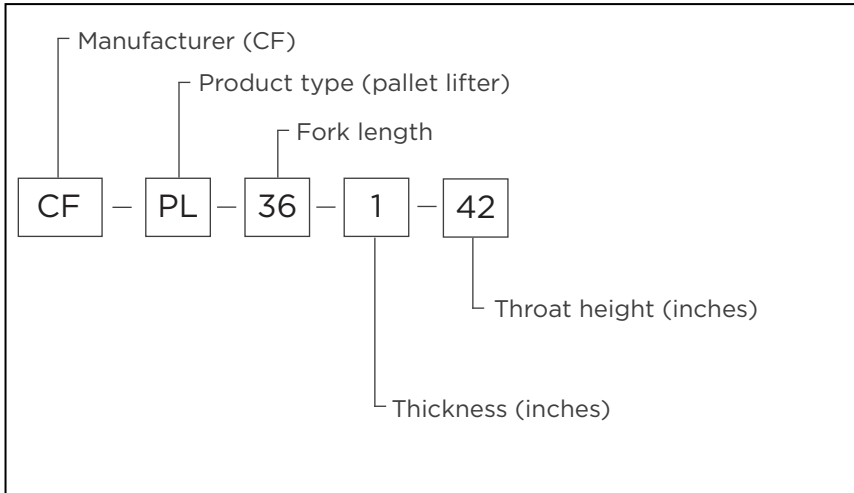 Manufacturer (CF)
Product type (pallet lifter)
Fork length
CF – PL – 36 – 1 – 42
Throat height (inches)
Thickness (inches)